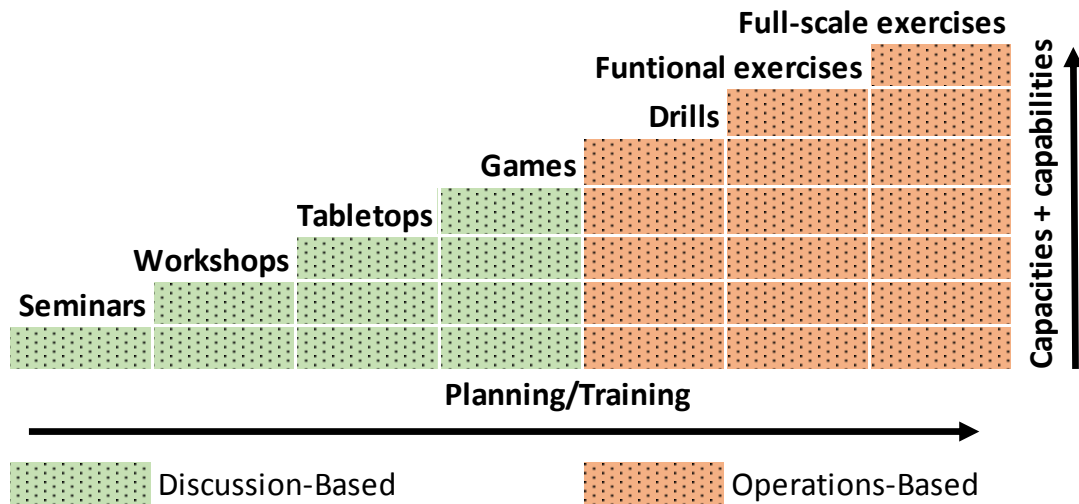 Full-scale exercises
Funtional exercises
Drills
Games
Tabletops
Workshops
Seminars
Capacities + capabilities
Planning/Training
Discussion-Based
Operations-Based